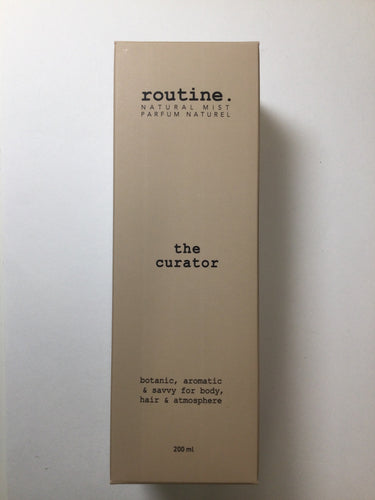 routine.
NATURAL MIST
PARFUM NATUREL
the
curator
botanic, aromatic
& savvy for body,
hair & atmosphere
200 ml